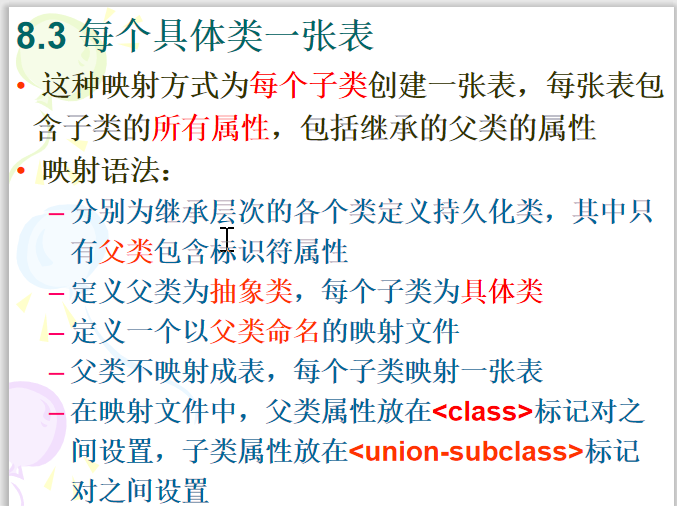 8.3 每个具体类一张表
• 这种映射方式为每个子类创建一张表，每张表包
含子类的所有属性，包括继承的父类的属性
• 映射语法：
– 分别为继承层次的各个类定义持久化类，其中只
有父类包含标识符属性
– 定义父类为抽象类，每个子类为具体类
– 定义一个以父类命名的映射文件
– 父类不映射成表，每个子类映射一张表
– 在映射文件中，父类属性放在<class>标记对之
间设置，子类属性放在<union-subclass>标记
对之间设置